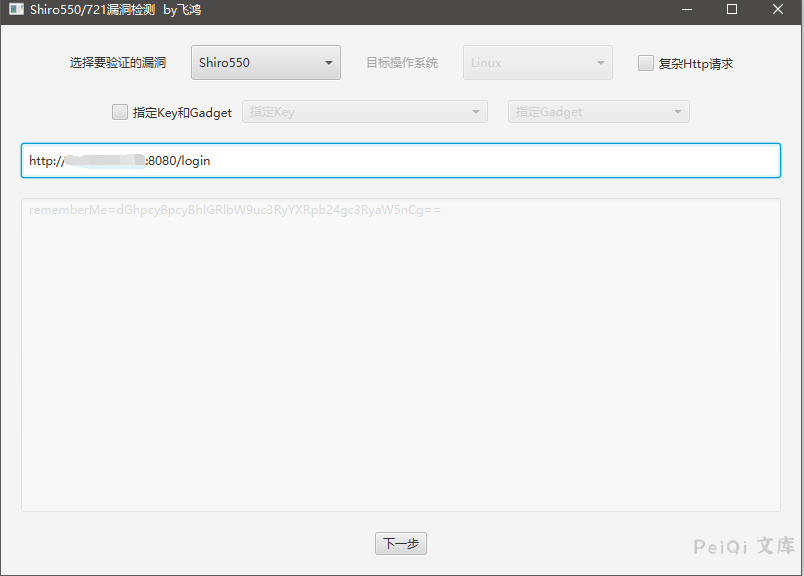 Shiro550/721漏洞检测 by飞鸿
选择要验证的漏洞 Shiro550 目标操作系统 Linux 复杂Http请求
指定Key和Gadget 指定Key 指定Gadget
http:// :8080/login
rememberMe=dGhpcyBpcyBhIGRlbW9uc3RyYXRpb24gc3RyaW5nCg==
下一步
PeiQi 文库